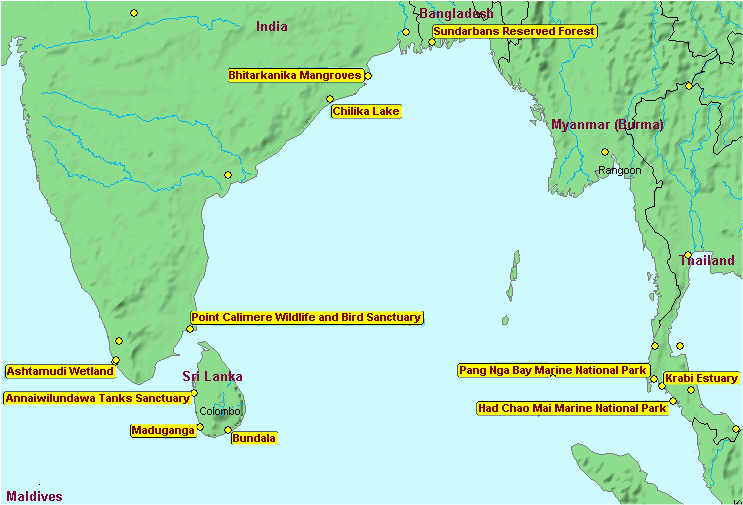 Bangladesh
India
Sundarbans Reserved Forest
Bhitarkanika Mangroves
Chilika Lake
Myanmar (Burma)
Rangoon
Thailand
Point Calimere Wildlife and Bird Sanctuary
Ashtamudi Wetland
Sri Lanka
Pang Nga Bay Marine National Park
Krabi Estuary
Annaiwilundawa Tanks Sanctuary
Colombo
Had Chao Mai Marine National Park
Maduganga
Bundala
Maldives